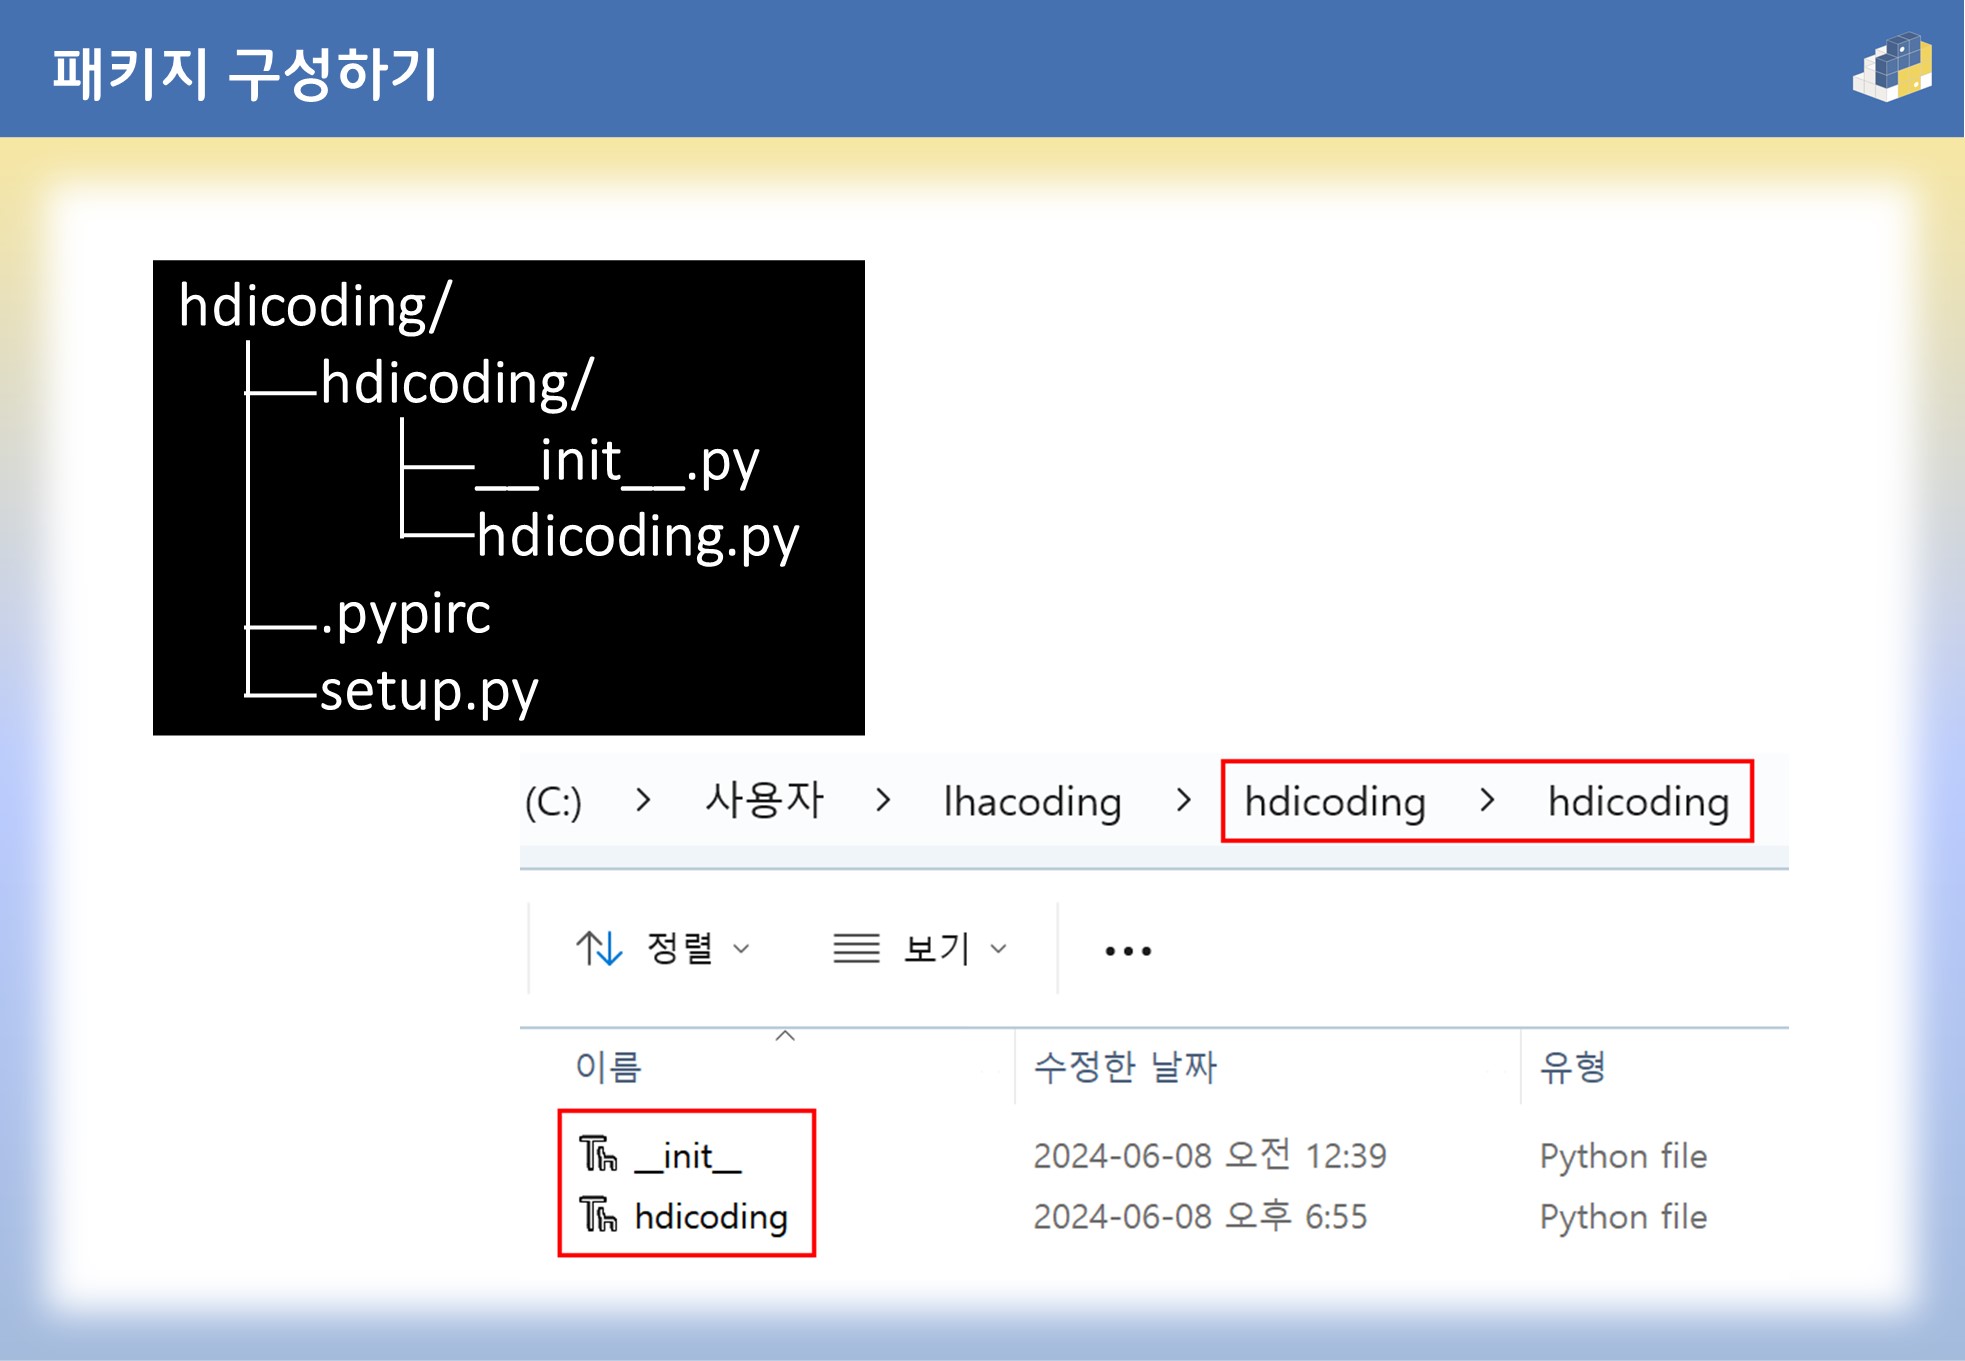 패키지 구성하기
hdicoding/
hdicoding/
__init__.py
hdicoding.py
.pypirc
setup.py
(C:) > 사용자 > lhacoding > hdicoding > hdicoding
정렬 보기 •••
이름 수정한 날짜 유형
__init__ 2024-06-08 오전 12:39 Python file
hdicoding 2024-06-08 오후 6:55 Python file